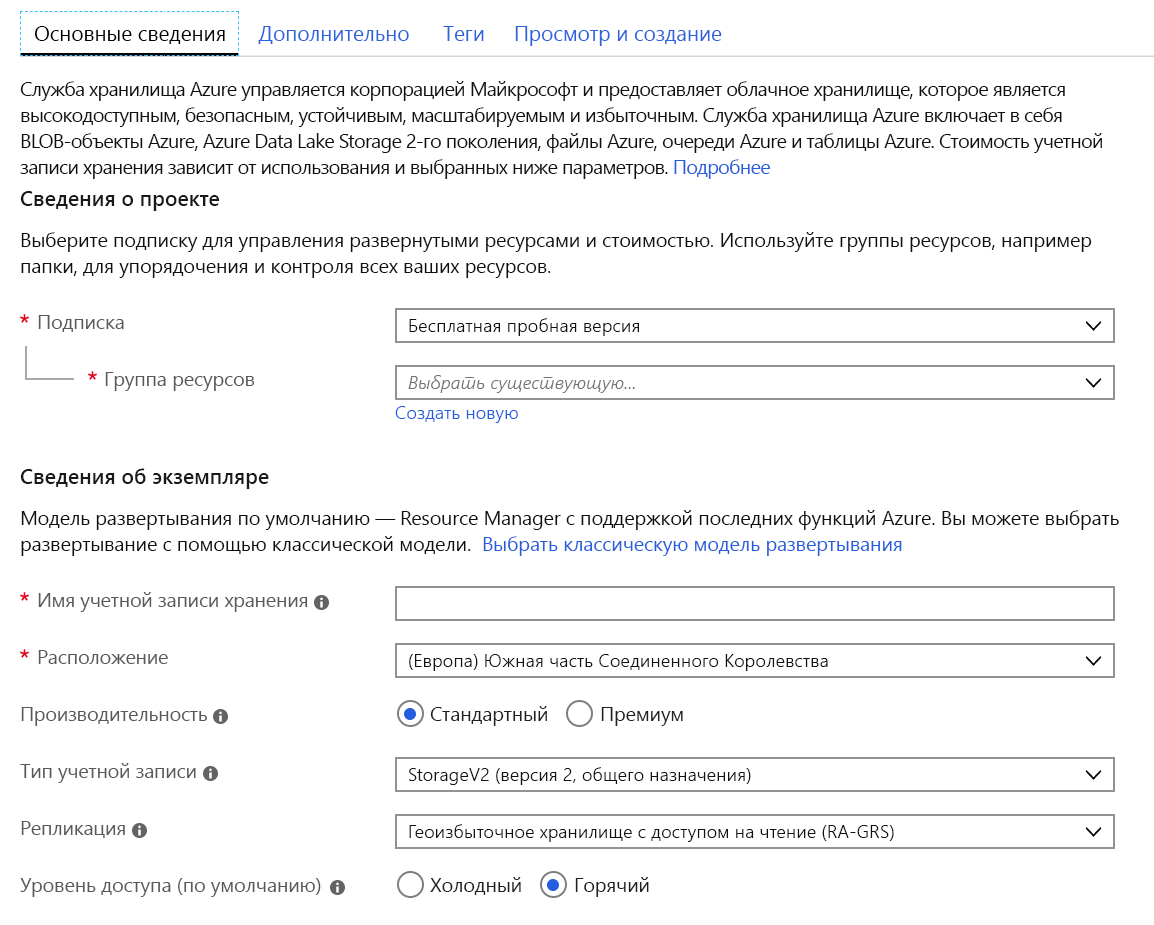 Основные сведения Дополнительно Теги Просмотр и создание
Служба хранилища Azure управляется корпорацией Майкрософт и предоставляет облачное хранилище, которое является
высокодоступным, безопасным, устойчивым, масштабируемым и избыточным. Служба хранилища Azure включает в себя
BLOB-объекты Azure, Azure Data Lake Storage 2-го поколения, файлы Azure, очереди Azure и таблицы Azure. Стоимость учетной
записи хранения зависит от использования и выбранных ниже параметров. Подробнее
Сведения о проекте
Выберите подписку для управления развернутыми ресурсами и стоимостью. Используйте группы ресурсов, например
папки, для упорядочения и контроля всех ваших ресурсов.
* Подписка Бесплатная пробная версия
* Группа ресурсов Выбрать существующую...
Создать новую
Сведения об экземпляре
Модель развертывания по умолчанию — Resource Manager с поддержкой последних функций Azure. Вы можете выбрать
развертывание с помощью классической модели. Выбрать классическую модель развертывания
* Имя учетной записи хранения
* Расположение (Европа) Южная часть Соединенного Королевства
Производительность Стандартный Премиум
Тип учетной записи StorageV2 (версия 2, общего назначения)
Репликация Геоизбыточное хранилище с доступом на чтение (RA-GRS)
Уровень доступа (по умолчанию) Холодный Горячий